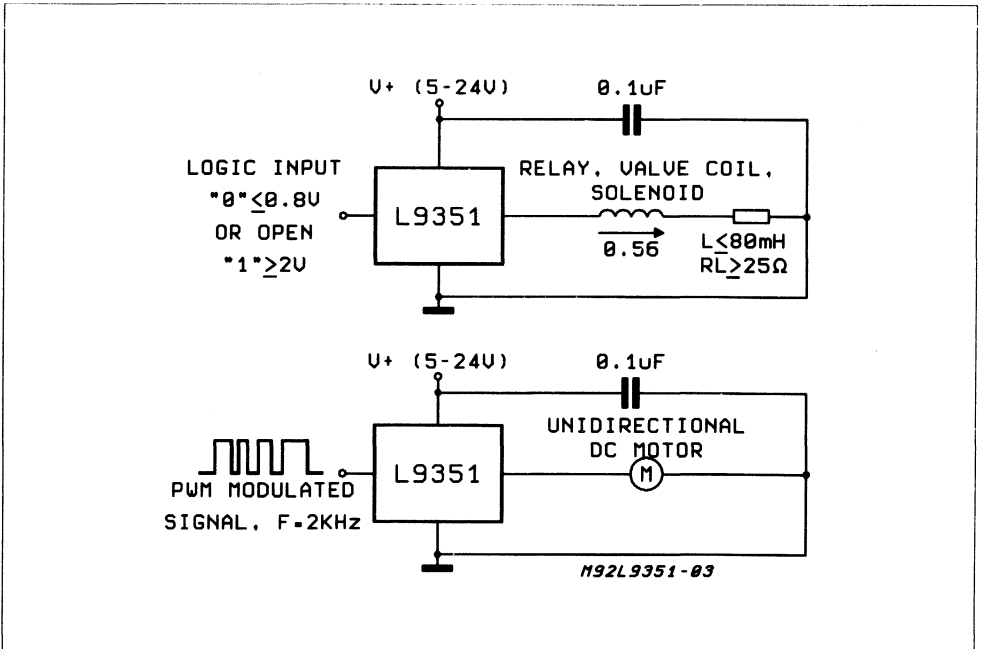 V+ (5-24V)
0.1uF
LOGIC INPUT
"0"≤0.8V
OR OPEN
"1"≥2V
L9351
RELAY, VALVE COIL,
SOLENOID
0.56
L≤80mH
RL≥25Ω
V+ (5-24V)
0.1uF
UNIDIRECTIONAL
DC MOTOR
L9351
M
PWM MODULATED
SIGNAL, F=2KHz
M92L9351-03